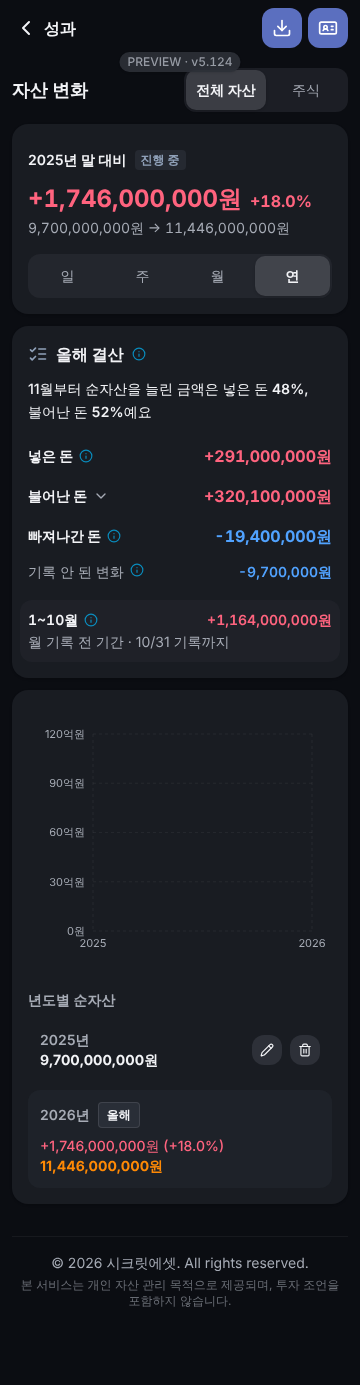 성과
PREVIEW · v5.124
자산 변화
전체 자산 주식
2025년 말 대비 진행 중
+1,746,000,000원 +18.0%
9,700,000,000원 → 11,446,000,000원
일 주 월 연
올해 결산
11월부터 순자산을 늘린 금액은 넣은 돈 48%,
불어난 돈 52%예요
넣은 돈 +291,000,000원
불어난 돈 +320,100,000원
빠져나간 돈 -19,400,000원
기록 안 된 변화 -9,700,000원
1~10월 +1,164,000,000원
월 기록 전 기간 · 10/31 기록까지
120억원
90억원
60억원
30억원
0원
2025 2026
년도별 순자산
2025년
9,700,000,000원
2026년 올해
+1,746,000,000원 (+18.0%)
11,446,000,000원
© 2026 시크릿에셋. All rights reserved.
본 서비스는 개인 자산 관리 목적으로 제공되며, 투자 조언을
포함하지 않습니다.